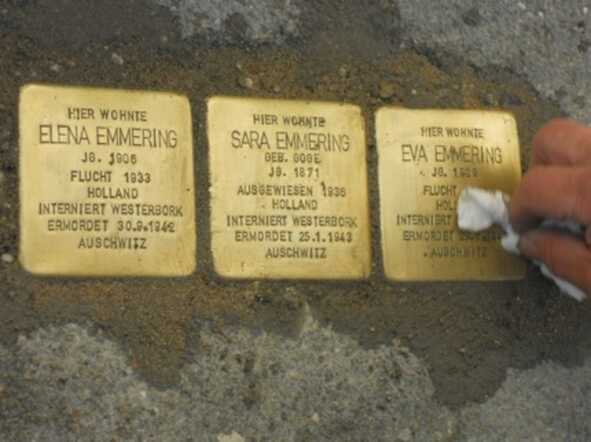 HIER WOHNTE
ELENA EMMERING
JG. 1906
FLUCHT 1933
HOLLAND
INTERNIERT WESTERBORK
ERMORDET 30.9.1942
AUSCHWITZ
HIER WOHNTE
SARA EMMERING
GEB. GOGE
JG. 1871
AUSGEWIESEN 1936
HOLLAND
INTERNIERT WESTERBORK
ERMORDET 25.1.1943
AUSCHWITZ
HIER WOHNTE
EVA EMMERING
JG.
FLUCHT
INTERNIERT
ERMORDET
AUSCHWITZ